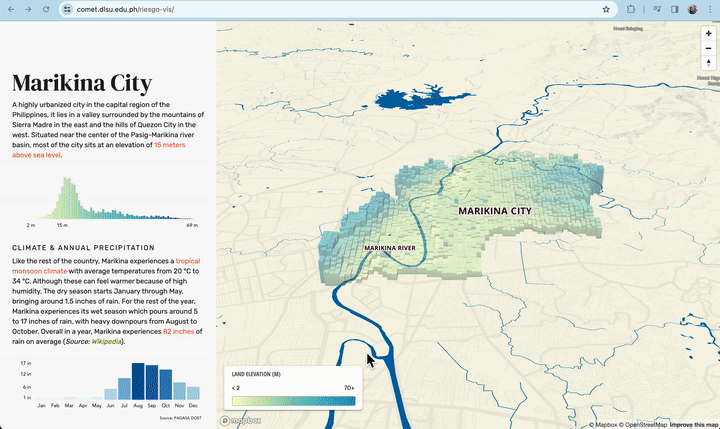 comet.dlsu.edu.ph/riesgo-vis/
Marikina City
A highly urbanized city in the capital region of the
Philippines, it lies in a valley surrounded by the mountains of
Sierra Madre in the east and the hills of Quezon City in the
west. Situated near the center of the Pasig-Marikina river
basin, most of the city sits at an elevation of 15 meters
above sea level.
2 m 15 m 69 m
CLIMATE & ANNUAL PRECIPITATION
Like the rest of the country, Marikina experiences a tropical
monsoon climate with average temperatures from 20 °C to
34 °C. Although these can feel warmer because of high
humidity. The dry season starts January through May,
bringing around 1.5 inches of rain. For the rest of the year,
Marikina experiences its wet season which pours around 5
to 17 inches of rain, with heavy downpours from August to
October. Overall in a year, Marikina experiences 82 inches of
rain on average (Source: Wikipedia).
17 in
12 in
6 in
1 in
Jan Feb Mar Apr May Jun Jul Aug Sep Oct Nov Dec
Source: PAGASA DOST
MARIKINA CITY
MARIKINA RIVER
LAND ELEVATION (M)
< 2 70+
mapbox
© Mapbox © OpenStreetMap Improve this map